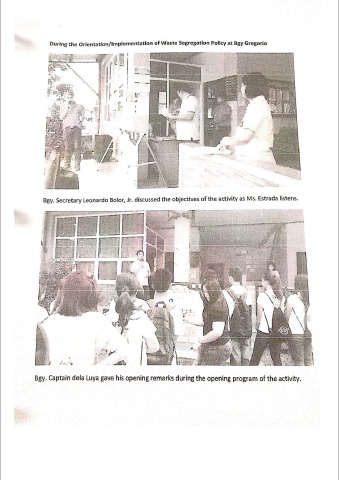 During the Orientation/Implementation of Waste Segregation Policy at Bgy Gregorio
Bgy. Secretary Leonardo Bolor, Jr. discussed the objectives of the activity as Ms. Estrada listens.
Bgy. Captain dela Luya gave his opening remarks during the opening program of the activity.